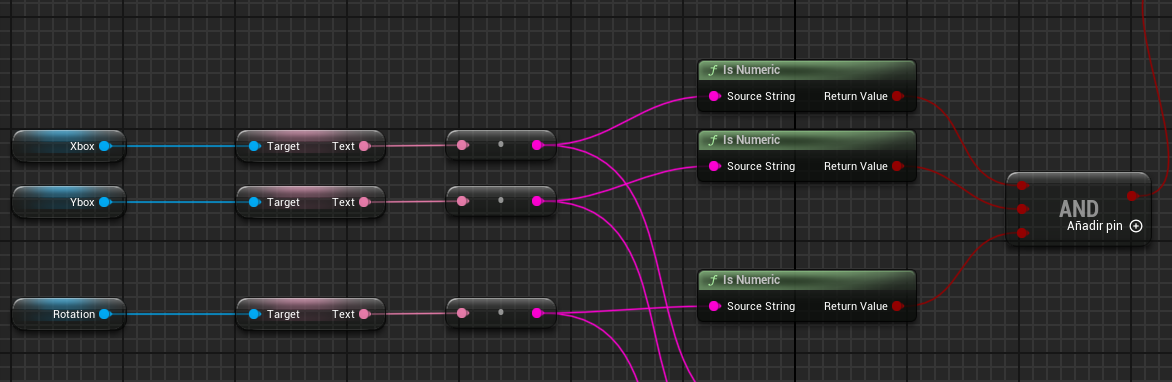 f Is Numeric
Source String Return Value
Xbox Target Text
f Is Numeric
Source String Return Value
Ybox Target Text
AND
Añadir pin
f Is Numeric
Source String Return Value
Rotation Target Text